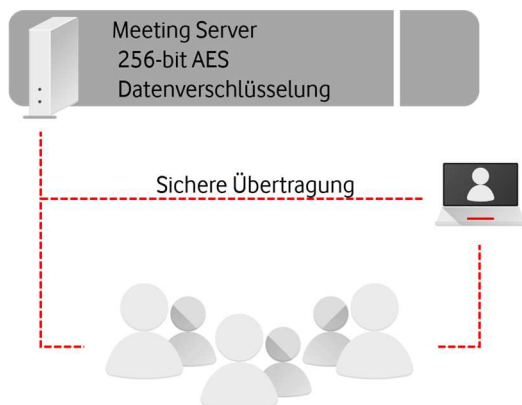 Meeting Server
256-bit AES
Datenverschlüsselung
Sichere Übertragung